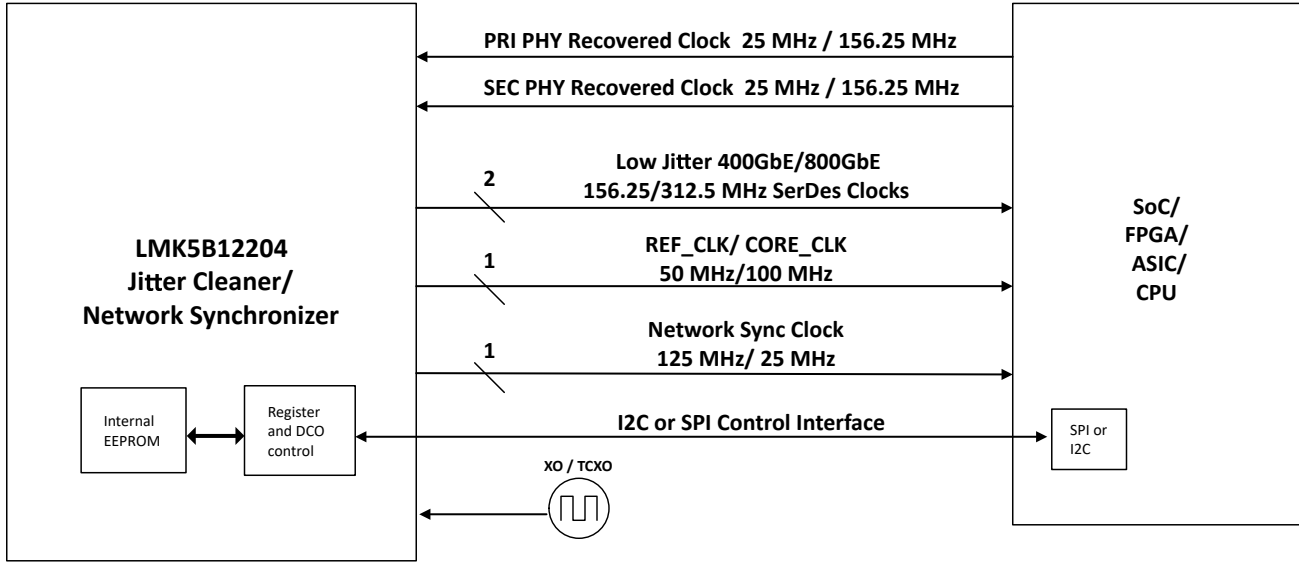 PRI PHY Recovered Clock 25 MHz / 156.25 MHz
SEC PHY Recovered Clock 25 MHz / 156.25 MHz
2
Low Jitter 400GbE/800GbE
156.25/312.5 MHz SerDes Clocks
LMK5B12204
Jitter Cleaner/
Network Synchronizer
SoC/
FPGA/
ASIC/
CPU
1
REF_CLK/ CORE_CLK
50 MHz/100 MHz
1
Network Sync Clock
125 MHz/ 25 MHz
Internal
EEPROM
Register
and DCO
control
I2C or SPI Control Interface
SPI or
I2C
XO / TCXO